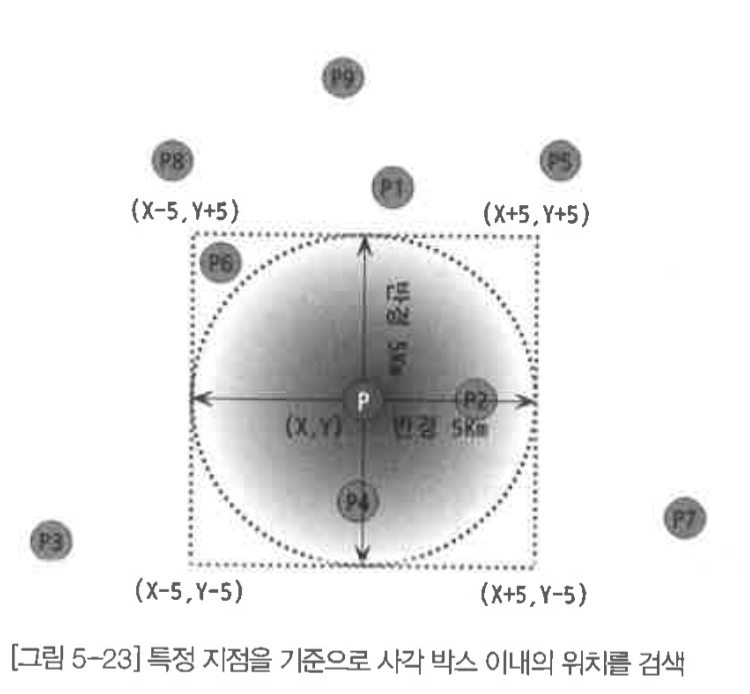 P9
P8
P5
P1
(X-5,Y+5)
(X+5,Y+5)
P6
반경 5Km
P
P2
(X,Y)
반경 5Km
P4
P7
P3
(X-5,Y-5)
(X+5,Y-5)
[그림 5-23] 특정 지점을 기준으로 사각 박스 이내의 위치를 검색